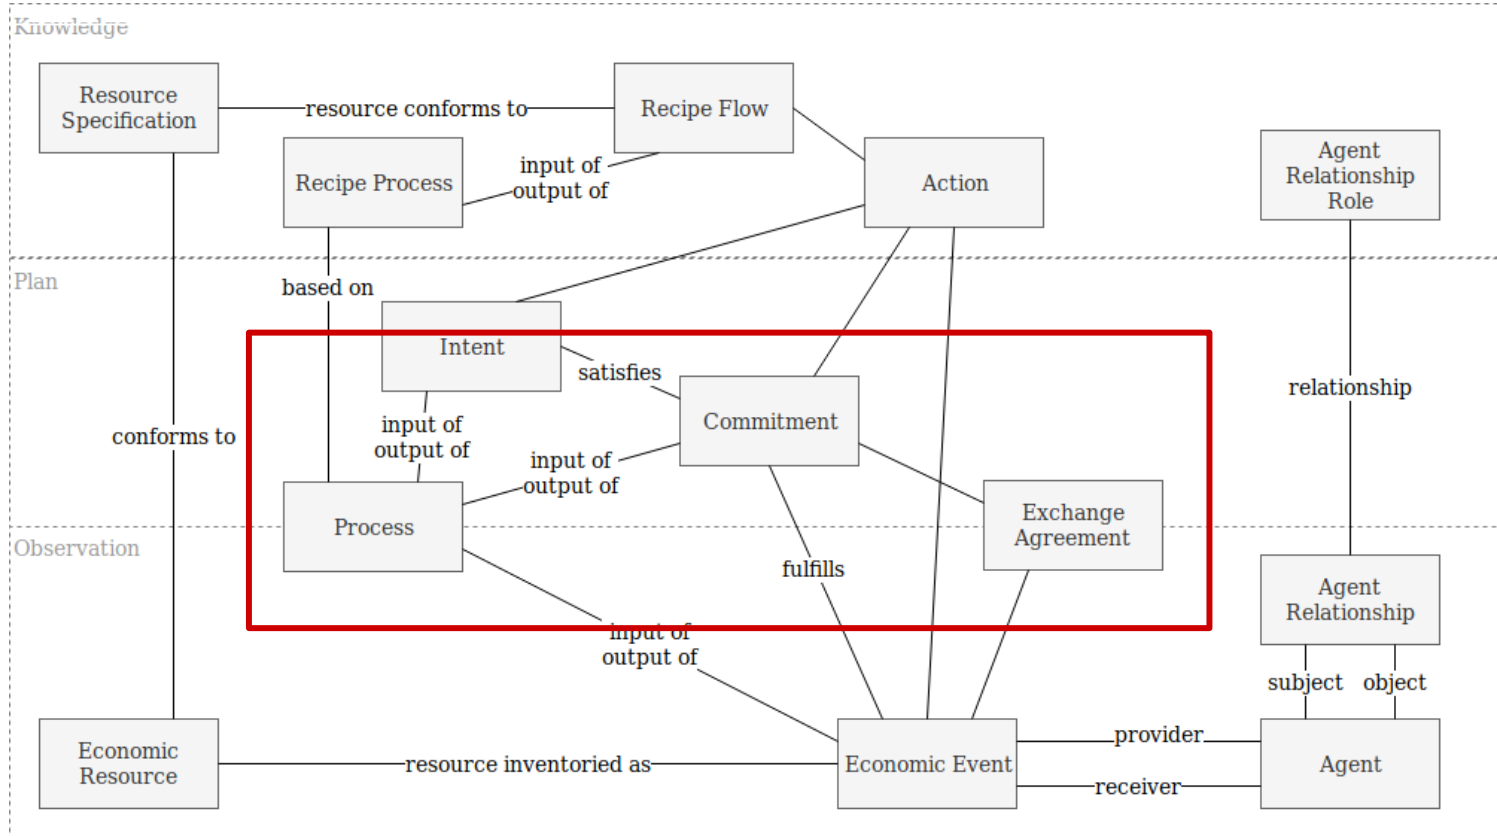 Knowledge
Resource
Specification
resource conforms to
Recipe Flow
Recipe Process
input of
output of
Action
Agent
Relationship
Role
Plan
based on
Intent
satisfies
relationship
Commitment
conforms to
input of
output of
input of
output of
Process
Exchange
Agreement
Observation
fulfills
Agent
Relationship
input of
output of
subject
object
Economic
Resource
resource inventoried as
Economic Event
provider
receiver
Agent